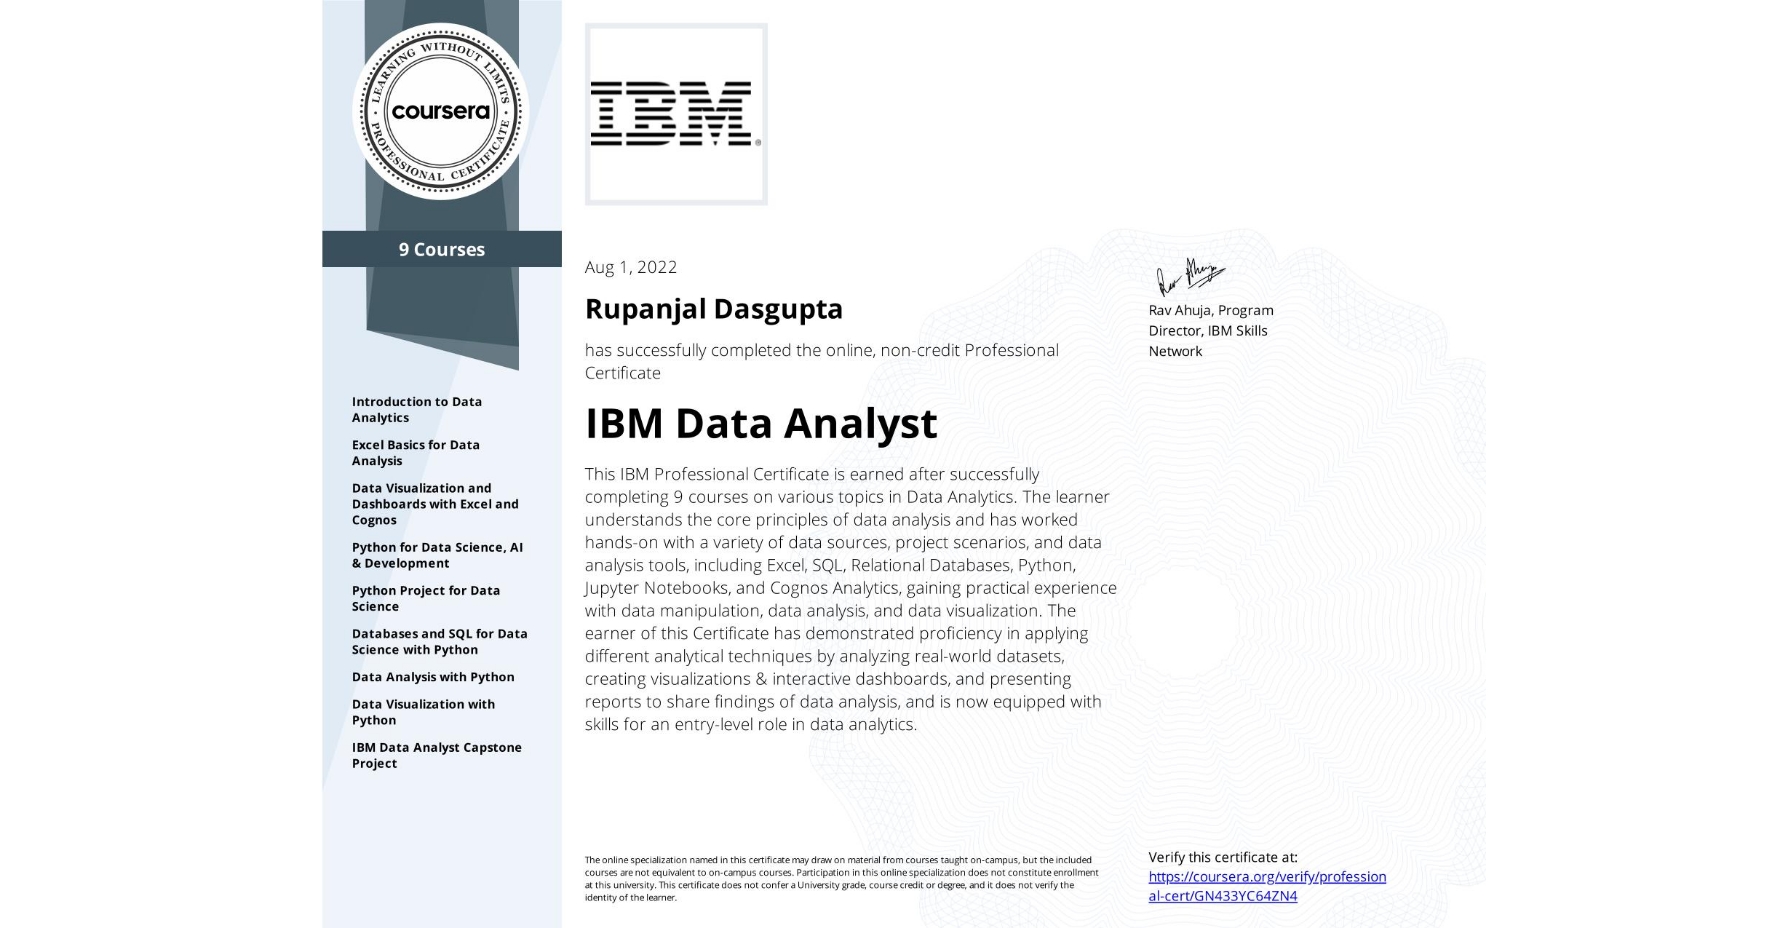 LEARNING WITHOUT LIMITS
coursera
PROFESSIONAL CERTIFICATE
9 Courses
Introduction to Data
Analytics
Excel Basics for Data
Analysis
Data Visualization and
Dashboards with Excel and
Cognos
Python for Data Science, AI
& Development
Python Project for Data
Science
Databases and SQL for Data
Science with Python
Data Analysis with Python
Data Visualization with
Python
IBM Data Analyst Capstone
Project
IBM®
Aug 1, 2022
Rupanjal Dasgupta
has successfully completed the online, non-credit Professional
Certificate
IBM Data Analyst
This IBM Professional Certificate is earned after successfully
completing 9 courses on various topics in Data Analytics. The learner
understands the core principles of data analysis and has worked
hands-on with a variety of data sources, project scenarios, and data
analysis tools, including Excel, SQL, Relational Databases, Python,
Jupyter Notebooks, and Cognos Analytics, gaining practical experience
with data manipulation, data analysis, and data visualization. The
earner of this Certificate has demonstrated proficiency in applying
different analytical techniques by analyzing real-world datasets,
creating visualizations & interactive dashboards, and presenting
reports to share findings of data analysis, and is now equipped with
skills for an entry-level role in data analytics.
Rav Ahuja
Rav Ahuja, Program
Director, IBM Skills
Network
The online specialization named in this certificate may draw on material from courses taught on-campus, but the included
courses are not equivalent to on-campus courses. Participation in this online specialization does not constitute enrollment
at this university. This certificate does not confer a University grade, course credit or degree, and it does not verify the
identity of the learner.
Verify this certificate at:
https://coursera.org/verify/profession
al-cert/GN433YC64ZN4